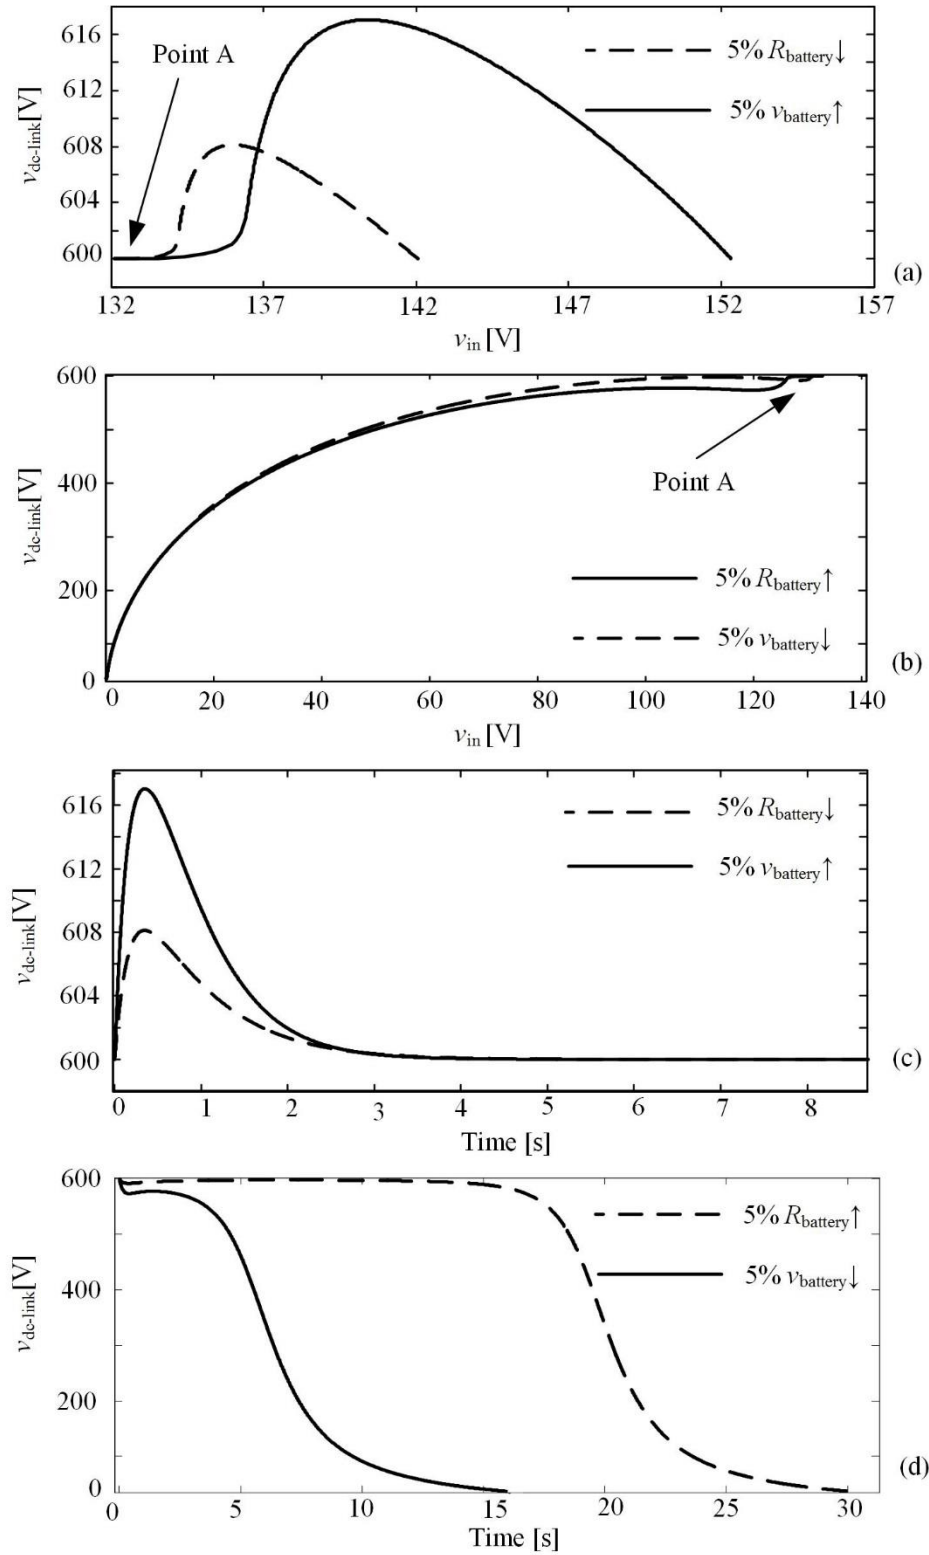 616
612
608
604
600
v_dc-link[V]
Point A
5% R_battery↓
5% v_battery↑
132
137
142
147
152
157
v_in [V]
(a)
600
400
200
0
v_dc-link[V]
Point A
5% R_battery↑
5% v_battery↓
0
20
40
60
80
100
120
140
v_in [V]
(b)
616
612
608
604
600
v_dc-link[V]
5% R_battery↓
5% v_battery↑
0
1
2
3
4
5
6
7
8
Time [s]
(c)
600
400
200
0
v_dc-link[V]
5% R_battery↑
5% v_battery↓
0
5
10
15
20
25
30
Time [s]
(d)